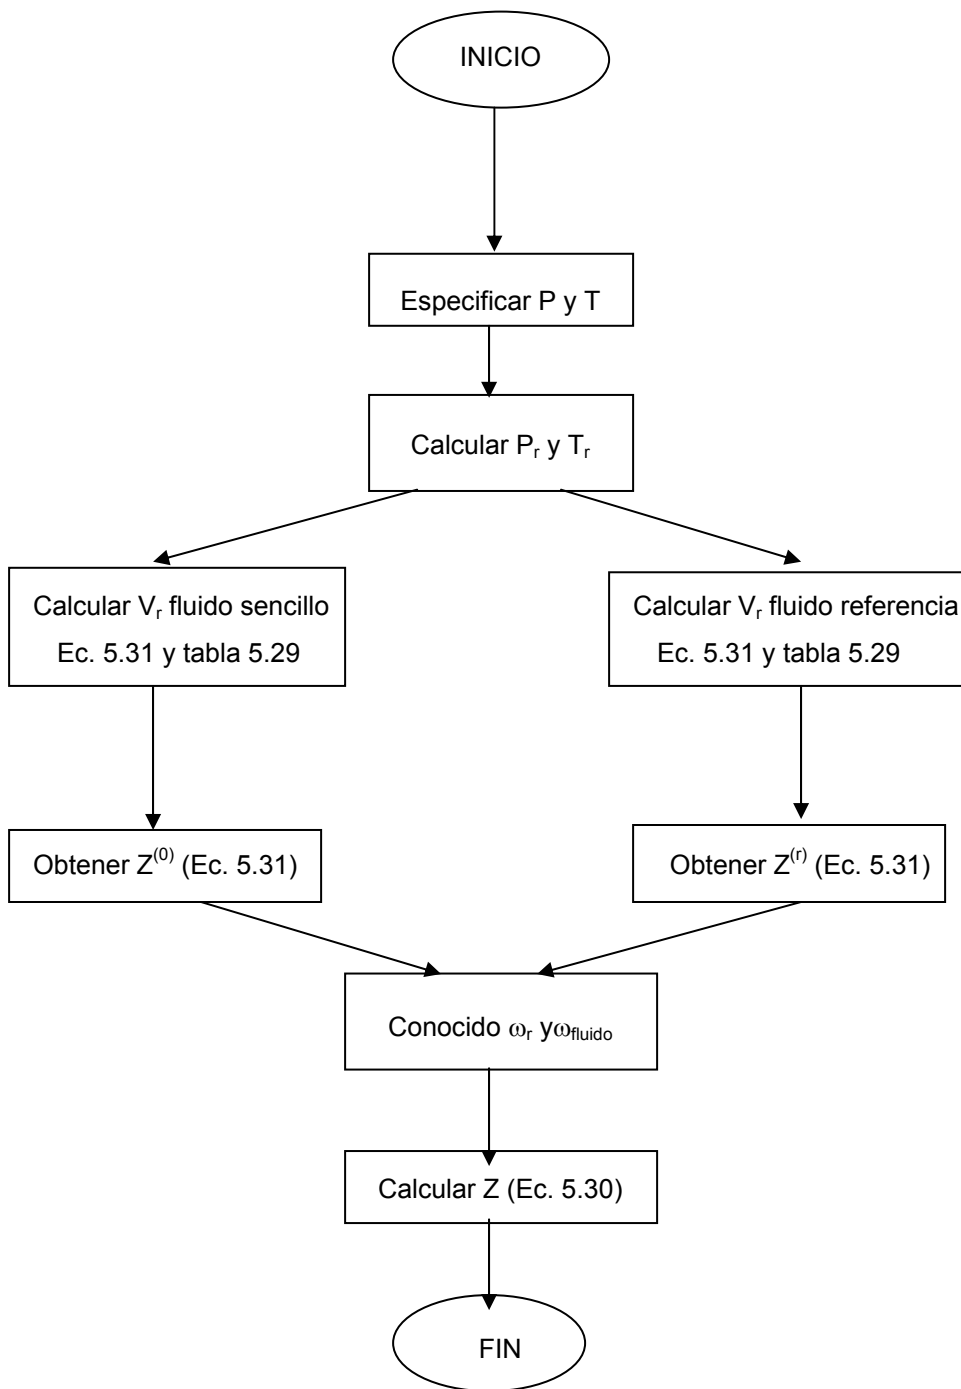 INICIO
Especificar P y T
Calcular Pr y Tr
Calcular Vr fluido sencillo
Ec. 5.31 y tabla 5.29
Calcular Vr fluido referencia
Ec. 5.31 y tabla 5.29
Obtener Z(0) (Ec. 5.31)
Obtener Z(r) (Ec. 5.31)
Conocido ωr yωfluido
Calcular Z (Ec. 5.30)
FIN